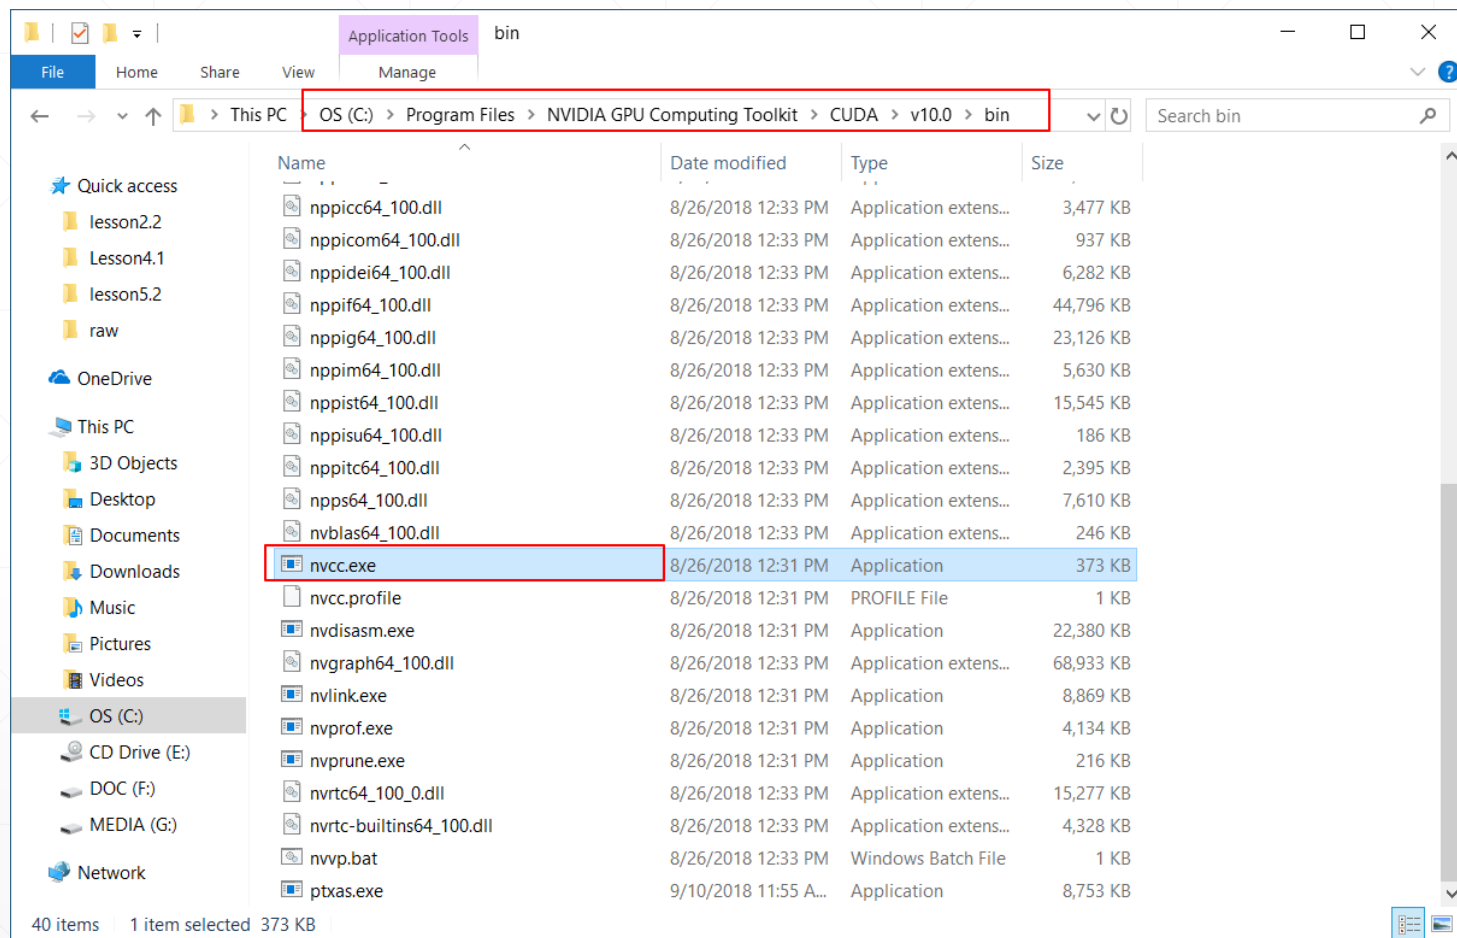 Application Tools bin
File Home Share View Manage
This PC OS (C:) Program Files NVIDIA GPU Computing Toolkit CUDA v10.0 bin Search bin
Name Date modified Type Size
Quick access
lesson2.2
Lesson4.1
lesson5.2
raw
OneDrive
This PC
3D Objects
Desktop
Documents
Downloads
Music
Pictures
Videos
OS (C:)
CD Drive (E:)
DOC (F:)
MEDIA (G:)
Network
nppicc64_100.dll 8/26/2018 12:33 PM Application extens... 3,477 KB
nppicom64_100.dll 8/26/2018 12:33 PM Application extens... 937 KB
nppidei64_100.dll 8/26/2018 12:33 PM Application extens... 6,282 KB
nppif64_100.dll 8/26/2018 12:33 PM Application extens... 44,796 KB
nppig64_100.dll 8/26/2018 12:33 PM Application extens... 23,126 KB
nppim64_100.dll 8/26/2018 12:33 PM Application extens... 5,630 KB
nppist64_100.dll 8/26/2018 12:33 PM Application extens... 15,545 KB
nppisu64_100.dll 8/26/2018 12:33 PM Application extens... 186 KB
nppitc64_100.dll 8/26/2018 12:33 PM Application extens... 2,395 KB
npps64_100.dll 8/26/2018 12:33 PM Application extens... 7,610 KB
nvblas64_100.dll 8/26/2018 12:33 PM Application extens... 246 KB
nvcc.exe 8/26/2018 12:31 PM Application 373 KB
nvcc.profile 8/26/2018 12:31 PM PROFILE File 1 KB
nvdisasm.exe 8/26/2018 12:31 PM Application 22,380 KB
nvgraph64_100.dll 8/26/2018 12:33 PM Application extens... 68,933 KB
nvlink.exe 8/26/2018 12:31 PM Application 8,869 KB
nvprof.exe 8/26/2018 12:33 PM Application 4,134 KB
nvprune.exe 8/26/2018 12:31 PM Application 216 KB
nvrtc64_100_0.dll 8/26/2018 12:33 PM Application extens... 15,277 KB
nvrtc-builtins64_100.dll 8/26/2018 12:33 PM Application extens... 4,328 KB
nvvp.bat 8/26/2018 12:33 PM Windows Batch File 1 KB
ptxas.exe 9/10/2018 11:55 A... Application 8,753 KB
40 items 1 item selected 373 KB